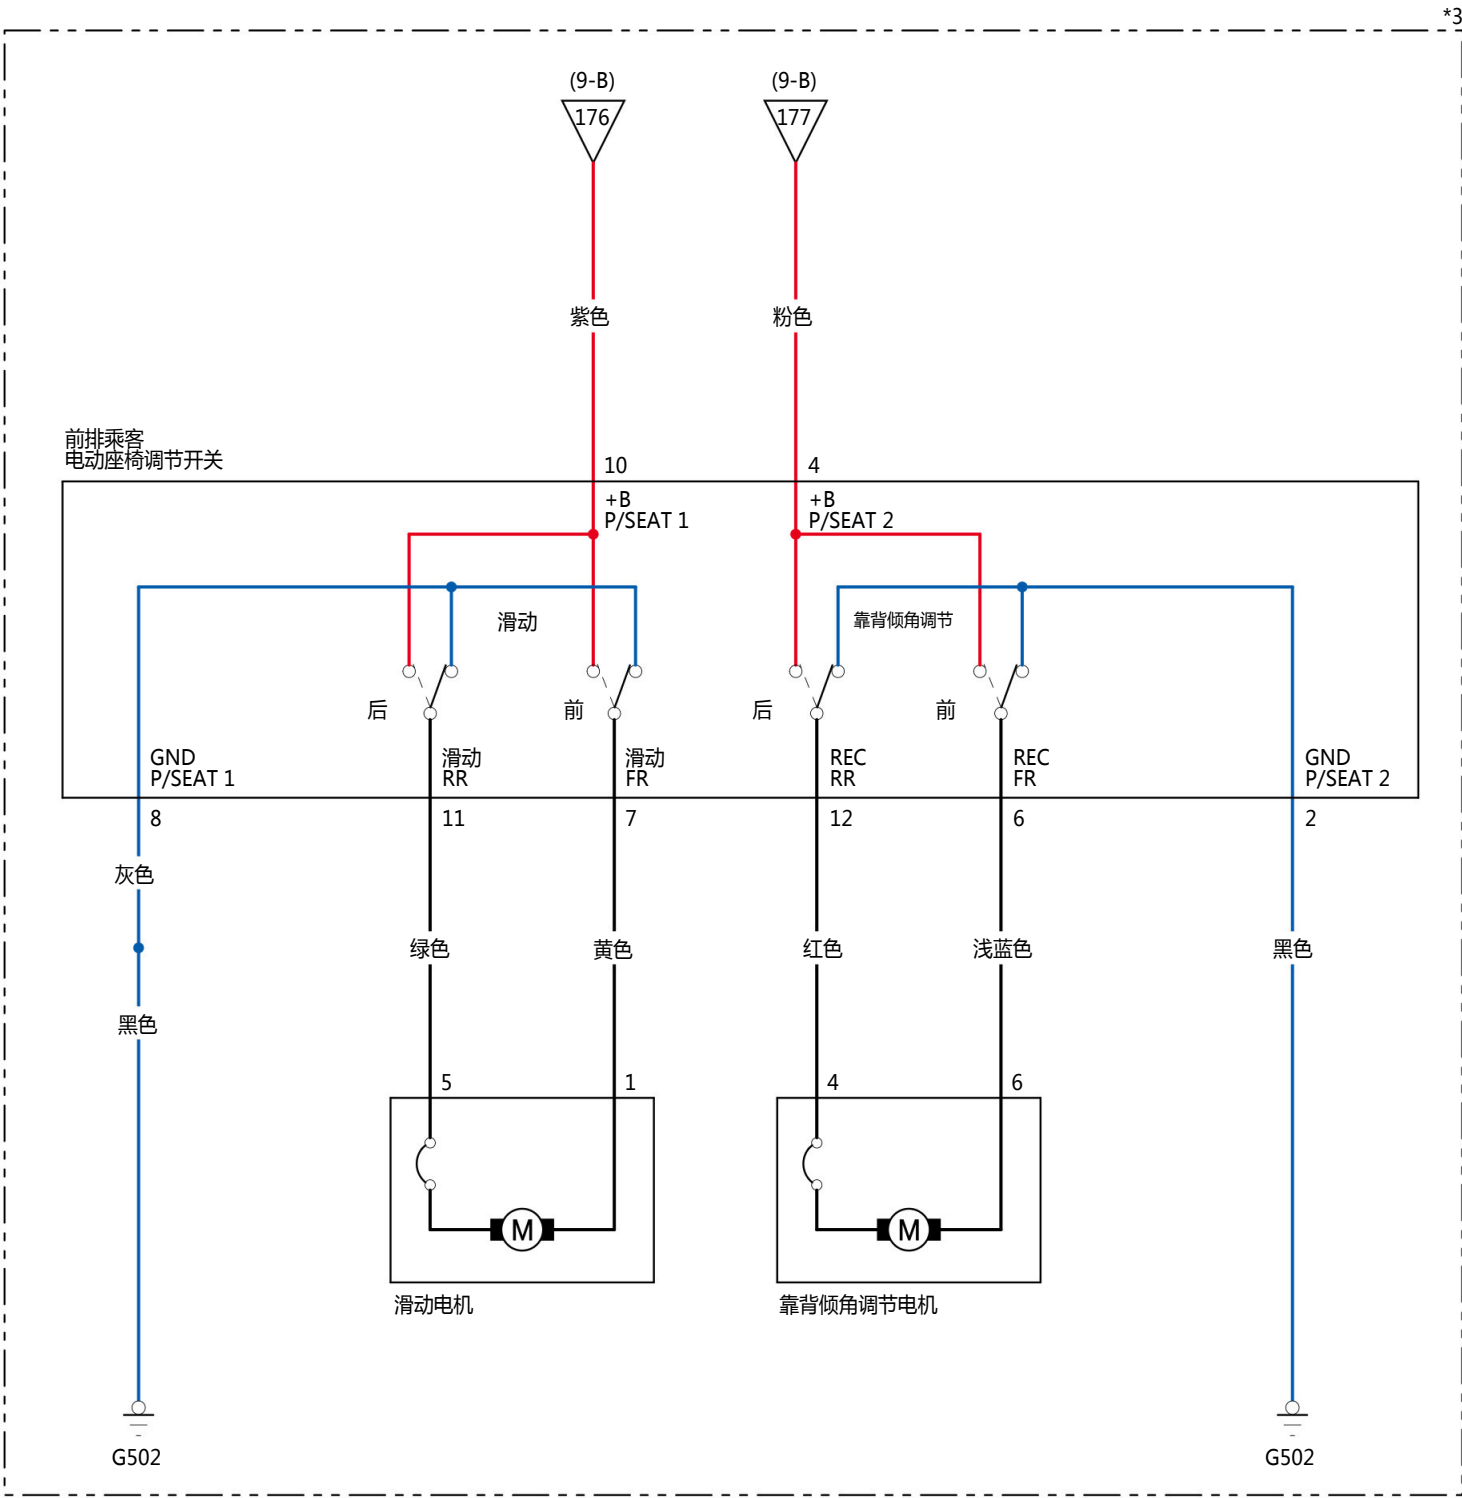 *3
(9-B)
(9-B)
176
177
紫色
粉色
前排乘客
电动座椅调节开关
10
4
+B
P/SEAT 1
+B
P/SEAT 2
滑动
靠背倾角调节
后
前
后
前
GND
P/SEAT 1
滑动
RR
滑动
FR
REC
RR
REC
FR
GND
P/SEAT 2
8
11
7
12
6
2
灰色
绿色
黄色
红色
浅蓝色
黑色
黑色
5
1
4
6
M
M
滑动电机
靠背倾角调节电机
G502
G502